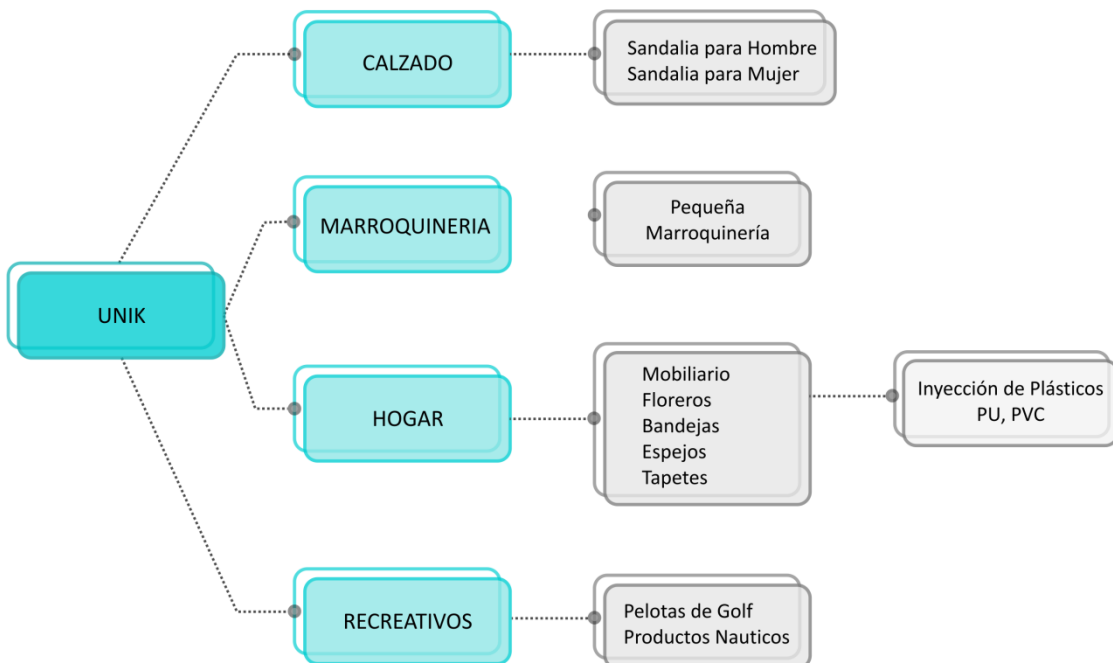 CALZADO
Sandalia para Hombre
Sandalia para Mujer
MARROQUINERIA
Pequeña
Marroquinería
UNIK
HOGAR
Mobiliario
Floreros
Bandejas
Espejos
Tapetes
Inyección de Plásticos
PU, PVC
RECREATIVOS
Pelotas de Golf
Productos Nauticos